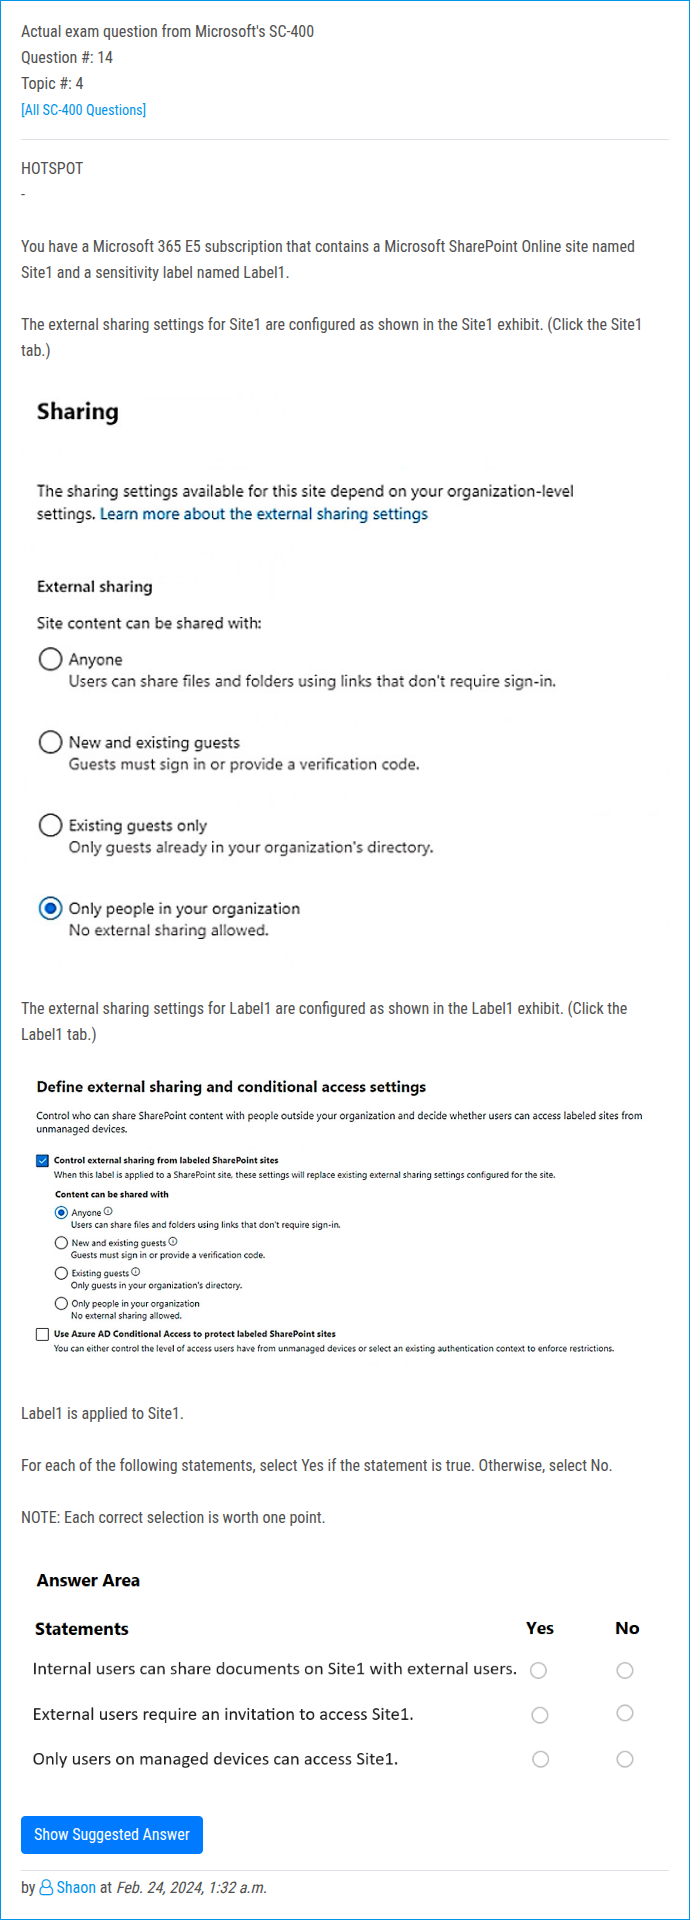 Actual exam question from Microsoft's SC-400
Question #: 14
Topic #: 4
[All SC-400 Questions]
HOTSPOT
-
You have a Microsoft 365 E5 subscription that contains a Microsoft SharePoint Online site named
Site1 and a sensitivity label named Label1.
The external sharing settings for Site1 are configured as shown in the Site1 exhibit. (Click the Site1
tab.)
Sharing
The sharing settings available for this site depend on your organization-level
settings. Learn more about the external sharing settings
External sharing
Site content can be shared with:
Anyone
Users can share files and folders using links that don't require sign-in.
New and existing guests
Guests must sign in or provide a verification code.
Existing guests only
Only guests already in your organization's directory.
Only people in your organization
No external sharing allowed.
The external sharing settings for Label1 are configured as shown in the Label1 exhibit. (Click the
Label1 tab.)
Define external sharing and conditional access settings
Control who can share SharePoint content with people outside your organization and decide whether users can access labeled sites from
unmanaged devices.
Control external sharing from labeled SharePoint sites
When this label is applied to a SharePoint site, these settings will replace existing external sharing settings configured for the site.
Content can be shared with
Anyone
Users can share files and folders using links that don't require sign-in.
New and existing guests
Guests must sign in or provide a verification code.
Existing guests
Only guests in your organization's directory.
Only people in your organization
No external sharing allowed.
Use Azure AD Conditional Access to protect labeled SharePoint sites
You can either control the level of access users have from unmanaged devices or select an existing authentication context to enforce restrictions.
Label1 is applied to Site1.
For each of the following statements, select Yes if the statement is true. Otherwise, select No.
NOTE: Each correct selection is worth one point.
Answer Area
Statements Yes No
Internal users can share documents on Site1 with external users.
External users require an invitation to access Site1.
Only users on managed devices can access Site1.
Show Suggested Answer
by Shaon at Feb. 24, 2024, 1:32 a.m.